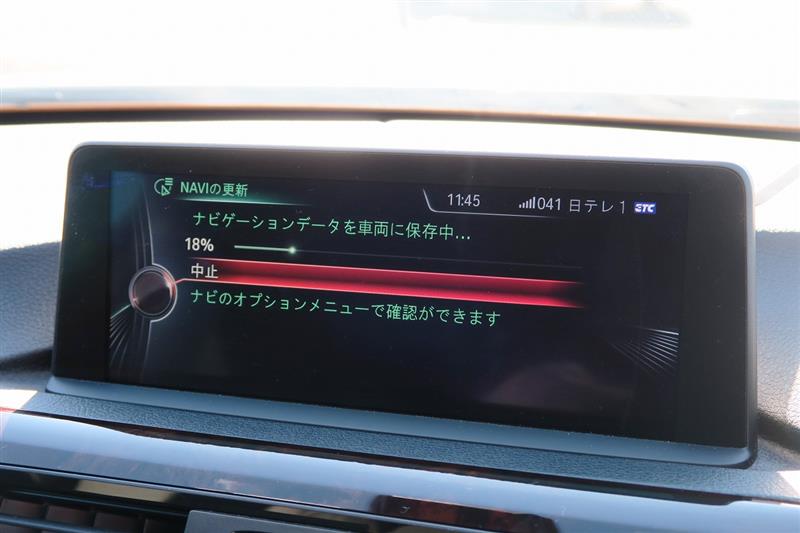 NAVIの更新
11:45 041 日テレ 1 ETC
ナビゲーションデータを車両に保存中...
18%
中止
ナビのオプションメニューで確認ができます